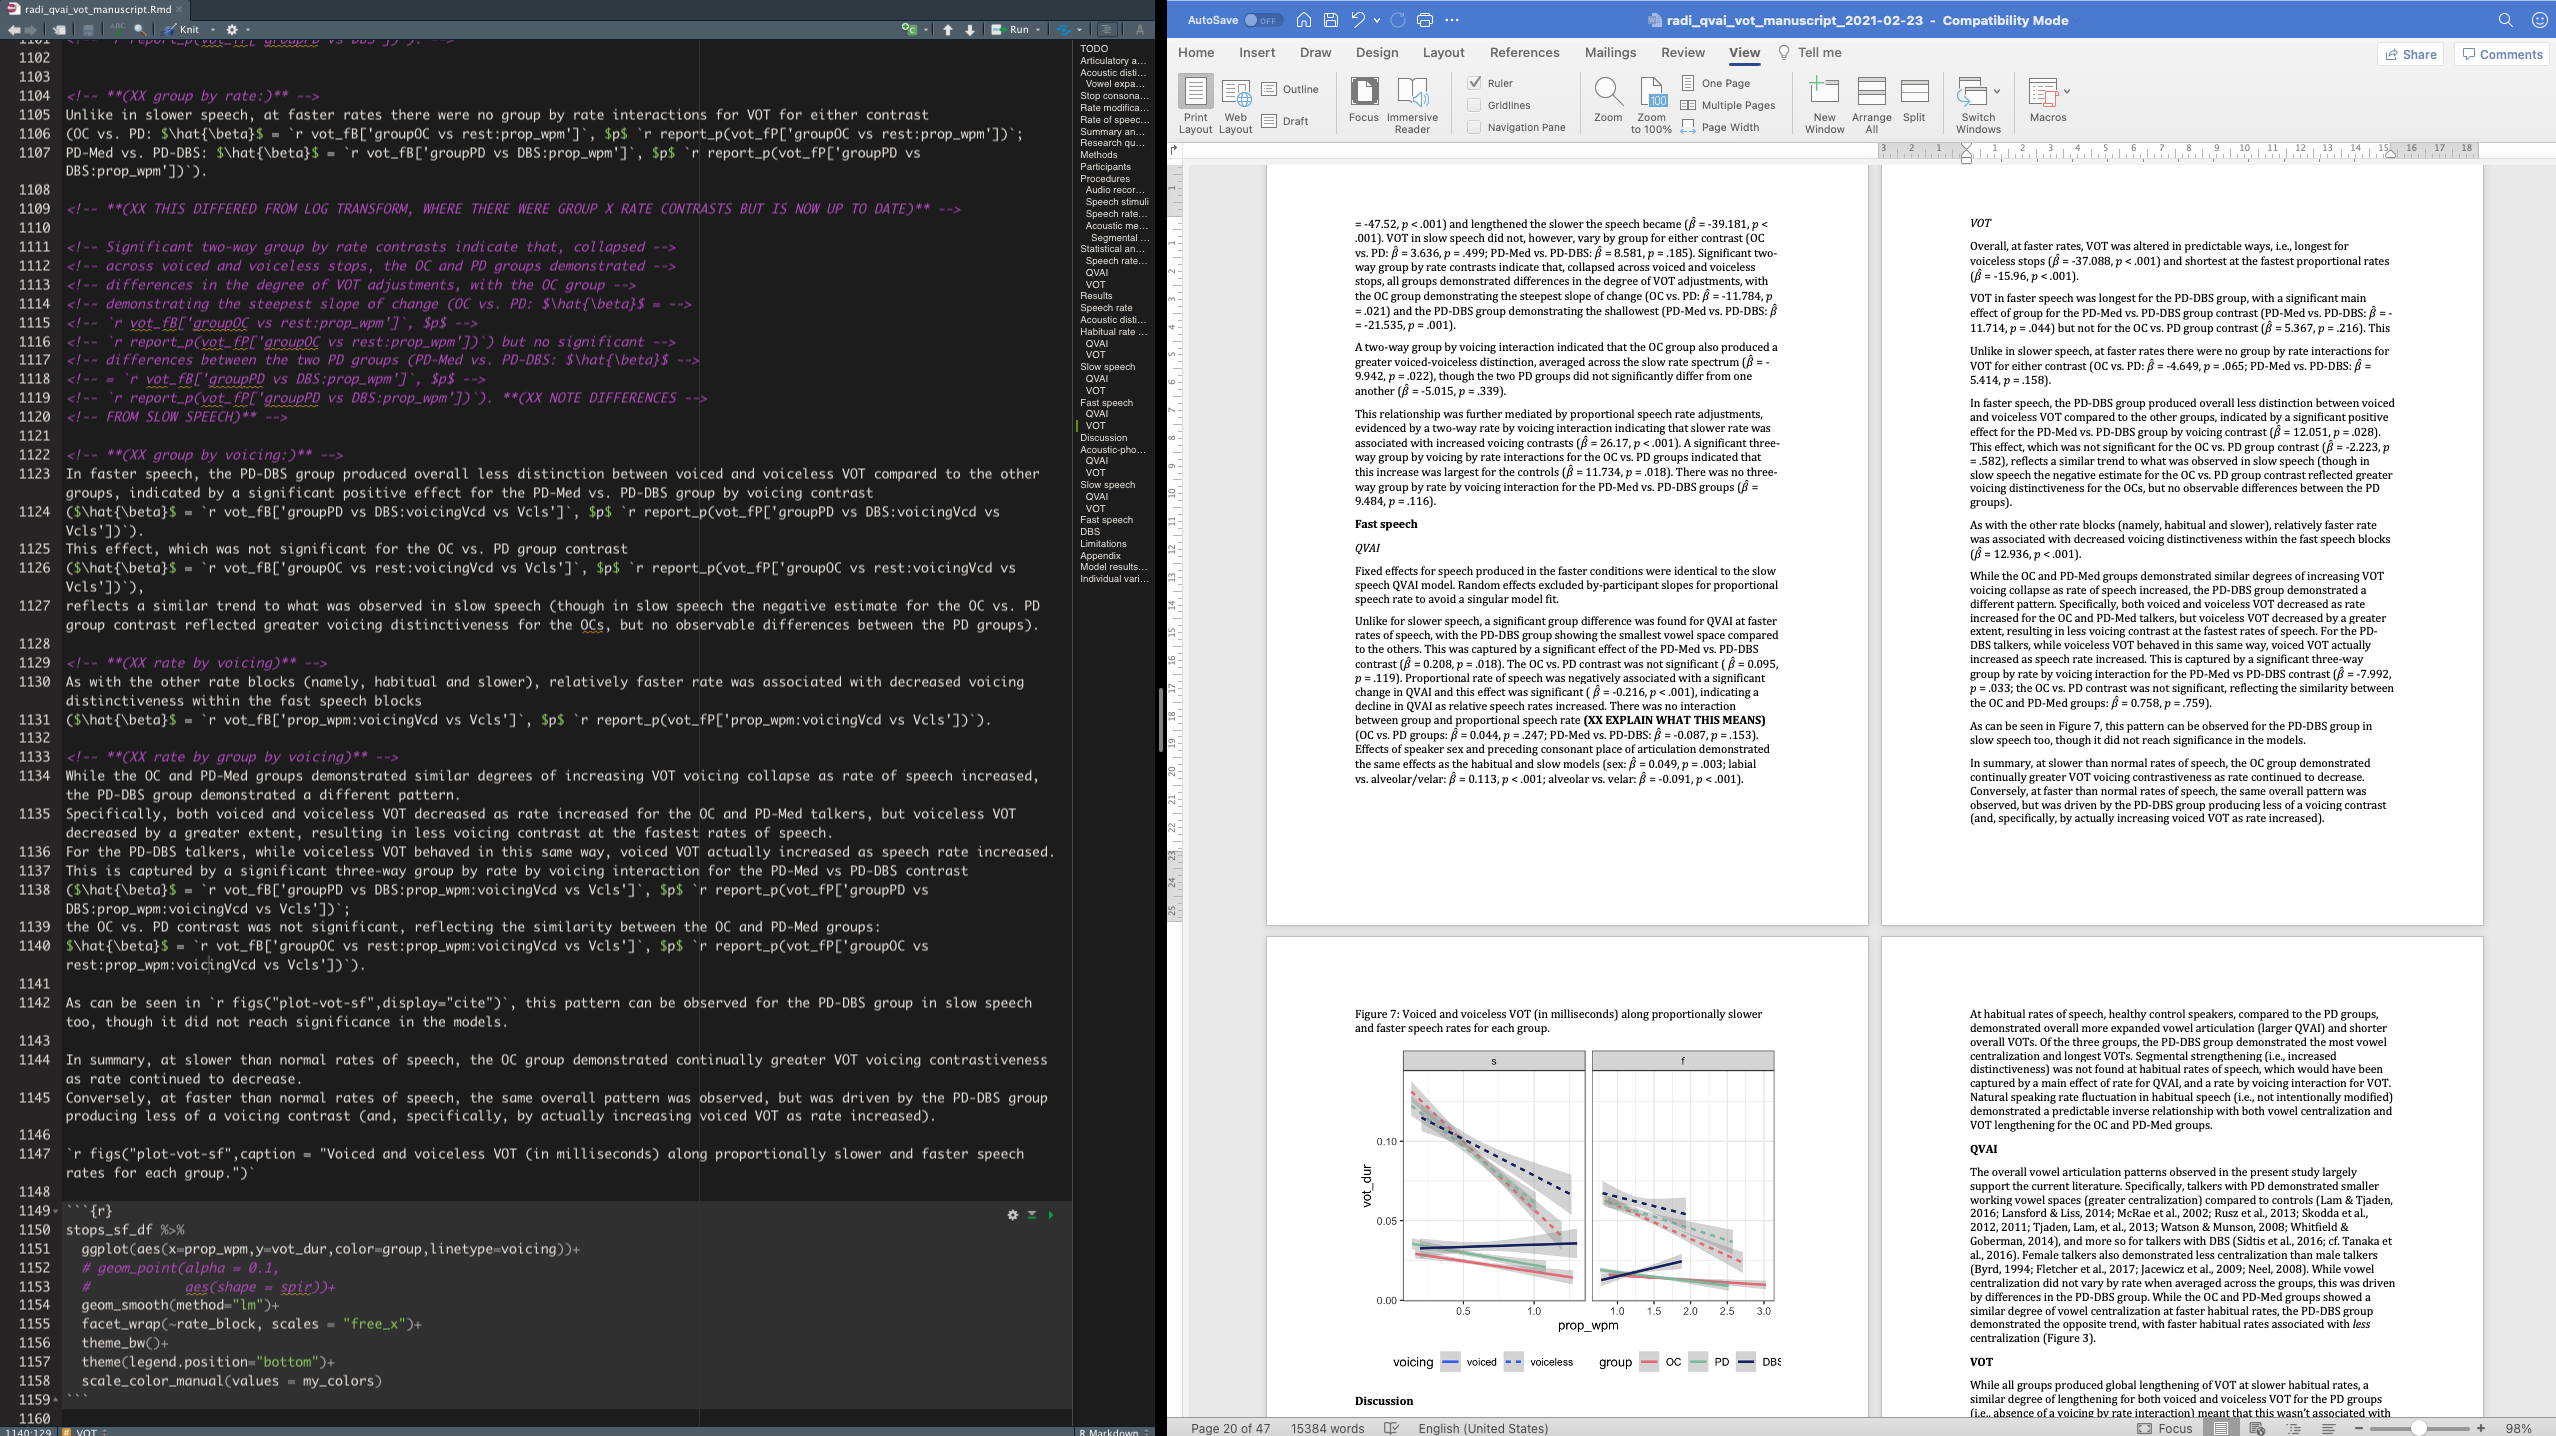 radi_qvai_vot_manuscript.Rmd
Knit
Run
1102
1103
1104 <!-- **(XX group by rate:)** -->
1105 Unlike in slower speech, at faster rates there were no group by rate interactions for VOT for either contrast
1106 (OC vs. PD: $\hat{\beta}$ = `r vot_fB['groupOC vs rest:prop_wpm']`, $p$ `r report_p(vot_fP['groupOC vs rest:prop_wpm'])`;
1107 PD-Med vs. PD-DBS: $\hat{\beta}$ = `r vot_fB['groupPD vs DBS:prop_wpm']`, $p$ `r report_p(vot_fP['groupPD vs
DBS:prop_wpm'])`).
1108
1109 <!-- **(XX THIS DIFFERED FROM LOG TRANSFORM, WHERE THERE WERE GROUP X RATE CONTRASTS BUT IS NOW UP TO DATE)** -->
1110
1111 <!-- Significant two-way group by rate contrasts indicate that, collapsed -->
1112 <!-- across voiced and voiceless stops, the OC and PD groups demonstrated -->
1113 <!-- differences in the degree of VOT adjustments, with the OC group -->
1114 <!-- demonstrating the steepest slope of change (OC vs. PD: $\hat{\beta}$ = -->
1115 <!-- `r vot_fB['groupOC vs rest:prop_wpm']`, $p$ -->
1116 <!-- `r report_p(vot_fP['groupOC vs rest:prop_wpm'])`) but no significant -->
1117 <!-- differences between the two PD groups (PD-Med vs. PD-DBS: $\hat{\beta}$ -->
1118 <!-- = `r vot_fB['groupPD vs DBS:prop_wpm']`, $p$ -->
1119 <!-- `r report_p(vot_fP['groupPD vs DBS:prop_wpm'])`). **(XX NOTE DIFFERENCES -->
1120 <!-- FROM SLOW SPEECH)** -->
1121
1122 <!-- **(XX group by voicing:)** -->
1123 In faster speech, the PD-DBS group produced overall less distinction between voiced and voiceless VOT compared to the other
groups, indicated by a significant positive effect for the PD-Med vs. PD-DBS group by voicing contrast
1124 ($\hat{\beta}$ = `r vot_fB['groupPD vs DBS:voicingVcd vs Vcls']`, $p$ `r report_p(vot_fP['groupPD vs DBS:voicingVcd vs
Vcls'])`).
1125 This effect, which was not significant for the OC vs. PD group contrast
1126 ($\hat{\beta}$ = `r vot_fB['groupOC vs rest:voicingVcd vs Vcls']`, $p$ `r report_p(vot_fP['groupOC vs rest:voicingVcd vs
Vcls'])`),
1127 reflects a similar trend to what was observed in slow speech (though in slow speech the negative estimate for the OC vs. PD
group contrast reflected greater voicing distinctiveness for the OCs, but no observable differences between the PD groups).
1128
1129 <!-- **(XX rate by voicing)** -->
1130 As with the other rate blocks (namely, habitual and slower), relatively faster rate was associated with decreased voicing
distinctiveness within the fast speech blocks
1131 ($\hat{\beta}$ = `r vot_fB['prop_wpm:voicingVcd vs Vcls']`, $p$ `r report_p(vot_fP['prop_wpm:voicingVcd vs Vcls'])`).
1132
1133 <!-- **(XX rate by group by voicing)** -->
1134 While the OC and PD-Med groups demonstrated similar degrees of increasing VOT voicing collapse as rate of speech increased,
the PD-DBS group demonstrated a different pattern.
1135 Specifically, both voiced and voiceless VOT decreased as rate increased for the OC and PD-Med talkers, but voiceless VOT
decreased by a greater extent, resulting in less voicing contrast at the fastest rates of speech.
1136 For the PD-DBS talkers, while voiceless VOT behaved in this same way, voiced VOT actually increased as speech rate increased.
1137 This is captured by a significant three-way group by rate by voicing interaction for the PD-Med vs PD-DBS contrast
1138 ($\hat{\beta}$ = `r vot_fB['groupPD vs DBS:prop_wpm:voicingVcd vs Vcls']`, $p$ `r report_p(vot_fP['groupPD vs
DBS:prop_wpm:voicingVcd vs Vcls'])`;
1139 the OC vs. PD contrast was not significant, reflecting the similarity between the OC and PD-Med groups:
1140 $\hat{\beta}$ = `r vot_fB['groupOC vs rest:prop_wpm:voicingVcd vs Vcls']`, $p$ `r report_p(vot_fP['groupOC vs
rest:prop_wpm:voicingVcd vs Vcls'])`).
1141
1142 As can be seen in `r figs("plot-vot-sf",display="cite")`, this pattern can be observed for the PD-DBS group in slow speech
too, though it did not reach significance in the models.
1143
1144 In summary, at slower than normal rates of speech, the OC group demonstrated continually greater VOT voicing contrastiveness
as rate continued to decrease.
1145 Conversely, at faster than normal rates of speech, the same overall pattern was observed, but was driven by the PD-DBS group
producing less of a voicing contrast (and, specifically, by actually increasing voiced VOT as rate increased).
1146
1147 `r figs("plot-vot-sf",caption = "Voiced and voiceless VOT (in milliseconds) along proportionally slower and faster speech
rates for each group.")`
1148
1149 ```{r}
1150 stops_sf_df %>%
1151 ggplot(aes(x=prop_wpm,y=vot_dur,color=group,linetype=voicing))+
1152 # geom_point(alpha = 0.1,
1153 # aes(shape = spir))+
1154 geom_smooth(method="lm")+
1155 facet_wrap(~rate_block, scales = "free_x")+
1156 theme_bw()+
1157 theme(legend.position="bottom")+
1158 scale_color_manual(values = my_colors)
1159 ```
1160
1140:129 VOT
R Markdown
TODO
Articulatory a...
Acoustic disti...
Vowel expa...
Stop consona...
Rate modifica...
Rate of speec...
Summary an...
Research qu...
Methods
Participants
Procedures
Audio recor...
Speech stimuli
Speech rate...
Acoustic me...
Segmental ...
Statistical an...
Speech rate...
QVAI
VOT
Results
Speech rate
Acoustic disti...
Habitual rate ...
QVAI
VOT
Slow speech
QVAI
VOT
Fast speech
QVAI
VOT
Discussion
Acoustic-pho...
QVAI
VOT
Slow speech
QVAI
VOT
Fast speech
DBS
Limitations
Appendix
Model results...
Individual vari...
AutoSave OFF
radi_qvai_vot_manuscript_2021-02-23 - Compatibility Mode
Home Insert Draw Design Layout References Mailings Review View Tell me
Share Comments
Print Layout
Web Layout
Outline
Draft
Focus
Immersive Reader
Ruler
Gridlines
Navigation Pane
Zoom
Zoom to 100%
One Page
Multiple Pages
Page Width
New Window
Arrange All
Split
Switch Windows
Macros
3 2 1 1 2 3 4 5 6 7 8 9 10 11 12 13 14 15 16 17 18
= -47.52, p < .001) and lengthened the slower the speech became (β̂ = -39.181, p <
.001). VOT in slow speech did not, however, vary by group for either contrast (OC
vs. PD: β̂ = 3.636, p = .499; PD-Med vs. PD-DBS: β̂ = 8.581, p = .185). Significant two-
way group by rate contrasts indicate that, collapsed across voiced and voiceless
stops, all groups demonstrated differences in the degree of VOT adjustments, with
the OC group demonstrating the steepest slope of change (OC vs. PD: β̂ = -11.784, p
= .021) and the PD-DBS group demonstrating the shallowest (PD-Med vs. PD-DBS: β̂
= -21.535, p = .001).
A two-way group by voicing interaction indicated that the OC group also produced a
greater voiced-voiceless distinction, averaged across the slow rate spectrum (β̂ = -
9.942, p = .022), though the two PD groups did not significantly differ from one
another (β̂ = -5.015, p = .339).
This relationship was further mediated by proportional speech rate adjustments,
evidenced by a two-way rate by voicing interaction indicating that slower rate was
associated with increased voicing contrasts (β̂ = 26.17, p < .001). A significant three-
way group by voicing by rate interactions for the OC vs. PD groups indicated that
this increase was largest for the controls (β̂ = 11.734, p = .018). There was no three-
way group by rate by voicing interaction for the PD-Med vs. PD-DBS groups (β̂ =
9.484, p = .116).
Fast speech
QVAI
Fixed effects for speech produced in the faster conditions were identical to the slow
speech QVAI model. Random effects excluded by-participant slopes for proportional
speech rate to avoid a singular model fit.
Unlike for slower speech, a significant group difference was found for QVAI at faster
rates of speech, with the PD-DBS group showing the smallest vowel space compared
to the others. This was captured by a significant effect of the PD-Med vs. PD-DBS
contrast (β̂ = 0.208, p = .018). The OC vs. PD contrast was not significant ( β̂ = 0.095,
p = .119). Proportional rate of speech was negatively associated with a significant
change in QVAI and this effect was significant ( β̂ = -0.216, p < .001), indicating a
decline in QVAI as relative speech rates increased. There was no interaction
between group and proportional speech rate (XX EXPLAIN WHAT THIS MEANS)
(OC vs. PD groups: β̂ = 0.044, p = .247; PD-Med vs. PD-DBS: β̂ = -0.087, p = .153).
Effects of speaker sex and preceding consonant place of articulation demonstrated
the same effects as the habitual and slow models (sex: β̂ = 0.049, p = .003; labial
vs. alveolar/velar: β̂ = 0.113, p < .001; alveolar vs. velar: β̂ = -0.091, p < .001).
VOT
Overall, at faster rates, VOT was altered in predictable ways, i.e., longest for
voiceless stops (β̂ = -37.088, p < .001) and shortest at the fastest proportional rates
(β̂ = -15.96, p < .001).
VOT in faster speech was longest for the PD-DBS group, with a significant main
effect of group for the PD-Med vs. PD-DBS group contrast (PD-Med vs. PD-DBS: β̂ = -
11.714, p = .044) but not for the OC vs. PD group contrast (β̂ = 5.367, p = .216). This
Unlike in slower speech, at faster rates there were no group by rate interactions for
VOT for either contrast (OC vs. PD: β̂ = -4.649, p = .065; PD-Med vs. PD-DBS: β̂ =
5.414, p = .158).
In faster speech, the PD-DBS group produced overall less distinction between voiced
and voiceless VOT compared to the other groups, indicated by a significant positive
effect for the PD-Med vs. PD-DBS group by voicing contrast (β̂ = 12.051, p = .028).
This effect, which was not significant for the OC vs. PD group contrast (β̂ = -2.223, p
= .582), reflects a similar trend to what was observed in slow speech (though in
slow speech the negative estimate for the OC vs. PD group contrast reflected greater
voicing distinctiveness for the OCs, but no observable differences between the PD
groups).
As with the other rate blocks (namely, habitual and slower), relatively faster rate
was associated with decreased voicing distinctiveness within the fast speech blocks
(β̂ = 12.936, p < .001).
While the OC and PD-Med groups demonstrated similar degrees of increasing VOT
voicing collapse as rate of speech increased, the PD-DBS group demonstrated a
different pattern. Specifically, both voiced and voiceless VOT decreased as rate
increased for the OC and PD-Med talkers, but voiceless VOT decreased by a greater
extent, resulting in less voicing contrast at the fastest rates of speech. For the PD-
DBS talkers, while voiceless VOT behaved in this same way, voiced VOT actually
increased as speech rate increased. This is captured by a significant three-way
group by rate by voicing interaction for the PD-Med vs PD-DBS contrast (β̂ = -7.992,
p = .033; the OC vs. PD contrast was not significant, reflecting the similarity between
the OC and PD-Med groups: β̂ = 0.758, p = .759).
As can be seen in Figure 7, this pattern can be observed for the PD-DBS group in
slow speech too, though it did not reach significance in the models.
In summary, at slower than normal rates of speech, the OC group demonstrated
continually greater VOT voicing contrastiveness as rate continued to decrease.
Conversely, at faster than normal rates of speech, the same overall pattern was
observed, but was driven by the PD-DBS group producing less of a voicing contrast
(and, specifically, by actually increasing voiced VOT as rate increased).
Figure 7: Voiced and voiceless VOT (in milliseconds) along proportionally slower
and faster speech rates for each group.
s f
vot_dur
0.10
0.05
0.00
0.5 1.0 1.0 1.5 2.0 2.5 3.0
prop_wpm
voicing voiced voiceless group OC PD DBS
Discussion
At habitual rates of speech, healthy control speakers, compared to the PD groups,
demonstrated overall more expanded vowel articulation (larger QVAI) and shorter
overall VOTs. Of the three groups, the PD-DBS group demonstrated the most vowel
centralization and longest VOTs. Segmental strengthening (i.e., increased
distinctiveness) was not found at habitual rates of speech, which would have been
captured by a main effect of rate for QVAI, and a rate by voicing interaction for VOT.
Natural speaking rate fluctuation in habitual speech (i.e., not intentionally modified)
demonstrated a predictable inverse relationship with both vowel centralization and
VOT lengthening for the OC and PD-Med groups.
QVAI
The overall vowel articulation patterns observed in the present study largely
support the current literature. Specifically, talkers with PD demonstrated smaller
working vowel spaces (greater centralization) compared to controls (Lam & Tjaden,
2016; Lansford & Liss, 2014; McRae et al., 2002; Rusz et al., 2013; Skodda et al.,
2012, 2011; Tjaden, Lam, et al., 2013; Watson & Munson, 2008; Whitfield &
Goberman, 2014), and more so for talkers with DBS (Sidtis et al., 2016; cf. Tanaka et
al., 2016). Female talkers also demonstrated less centralization than male talkers
(Byrd, 1994; Fletcher et al., 2017; Jacewicz et al., 2009; Neel, 2008). While vowel
centralization did not vary by rate when averaged across the groups, this was driven
by differences in the PD-DBS group. While the OC and PD-Med groups showed a
similar degree of vowel centralization at faster habitual rates, the PD-DBS group
demonstrated the opposite trend, with faster habitual rates associated with less
centralization (Figure 3).
VOT
While all groups produced global lengthening of VOT at slower habitual rates, a
similar degree of lengthening for both voiced and voiceless VOT for the PD groups
(i.e., absence of a voicing by rate interaction) meant that this wasn't associated with
Page 20 of 47 15384 words English (United States) Focus 98%